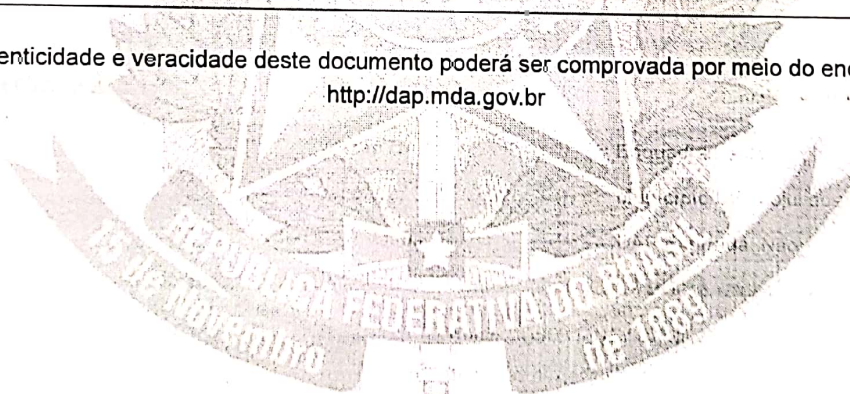 enticidade e veracidade deste documento poderá ser comprovada por meio do en
http://dap.mda.gov.br
REPÚBLICA FEDERATIVA DO BRASIL
15 de Novembro
de 1889